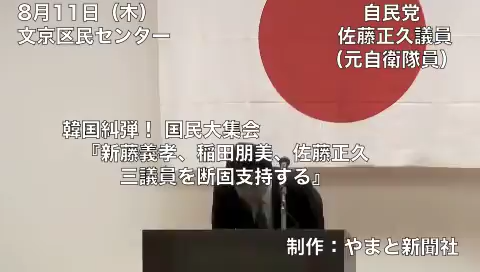 8月11日（木）
文京区民センター
自民党
佐藤正久議員
（元自衛隊員）
韓国糾弾！ 国民大集会
『新藤義孝、稲田朋美、佐藤正久
三議員を断固支持する』
制作：やまと新聞社